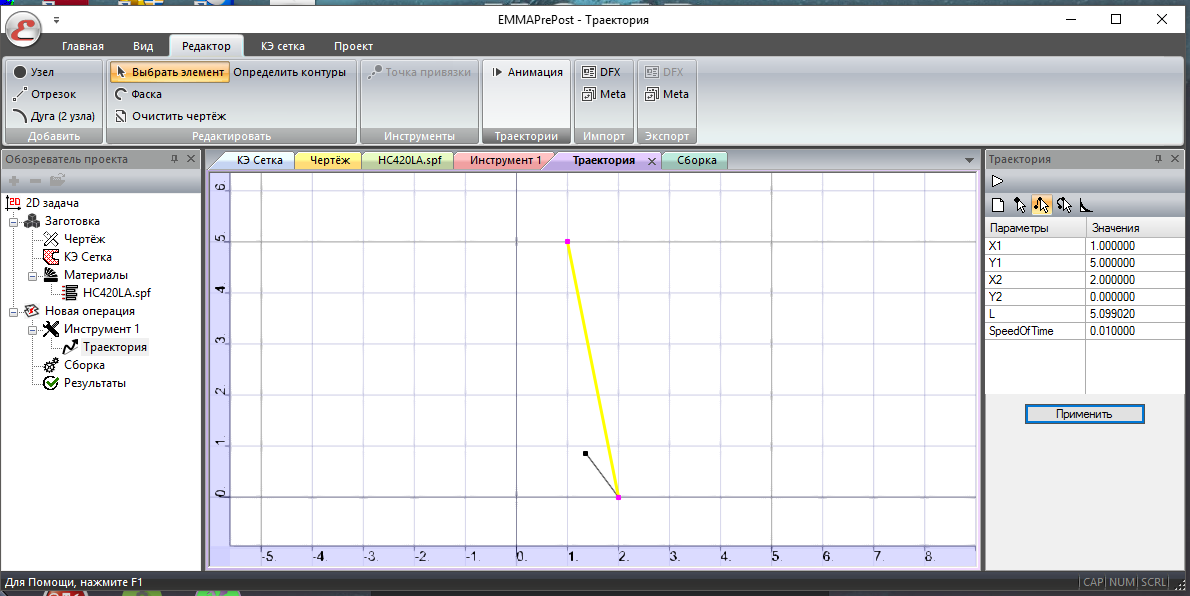 EMMAPrePost - Траектория
Главная Вид Редактор КЭ сетка Проект
Узел Выбрать элемент Определить контуры Точка привязки Анимация DFX DFX
Отрезок Фаска Meta Meta
Дуга (2 узла) Очистить чертёж
Добавить Редактировать Инструменты Траектории Импорт Экспорт
Обозреватель проекта
2D задача
Заготовка
Чертёж
КЭ Сетка
Материалы
HC420LA.spf
Новая операция
Инструмент 1
Траектория
Сборка
Результаты
КЭ Сетка Чертёж HC420LA.spf Инструмент 1 Траектория Сборка
6.
5.
4.
3.
2.
1.
0.
-5. -4. -3. -2. -1. 0. 1. 2. 3. 4. 5. 6. 7. 8.
Траектория
Параметры Значения
X1 1.000000
Y1 5.000000
X2 2.000000
Y2 0.000000
L 5.099020
SpeedOfTime 0.010000
Применить
Для Помощи, нажмите F1
CAP NUM SCRL